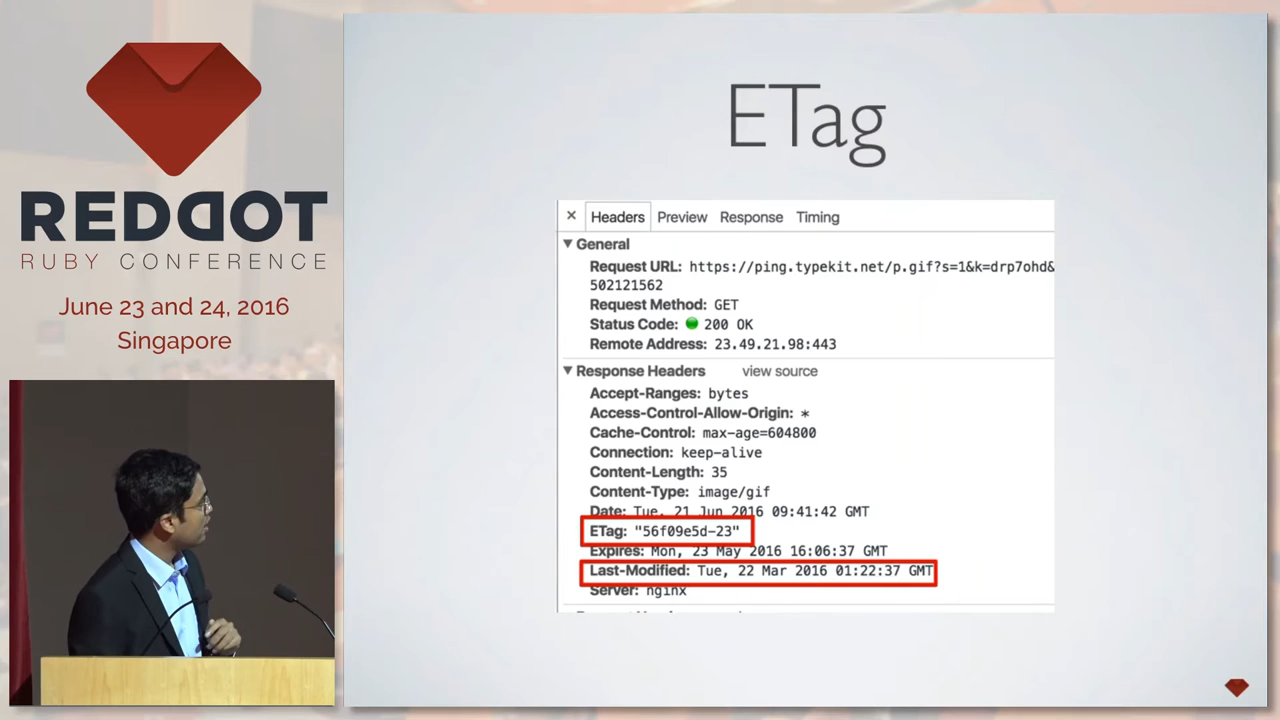 REDDOT
RUBY CONFERENCE
June 23 and 24, 2016
Singapore
ETag
× Headers Preview Response Timing
General
Request URL: https://ping.typekit.net/p.gif?s=1&k=drp7ohd&
502121562
Request Method: GET
Status Code: 200 OK
Remote Address: 23.49.21.98:443
Response Headers view source
Accept-Ranges: bytes
Access-Control-Allow-Origin: *
Cache-Control: max-age=604800
Connection: keep-alive
Content-Length: 35
Content-Type: image/gif
Date: Tue, 21 Jun 2016 09:41:42 GMT
ETag: "56f09e5d-23"
Expires: Mon, 23 May 2016 16:06:37 GMT
Last-Modified: Tue, 22 Mar 2016 01:22:37 GMT
Server: nginx